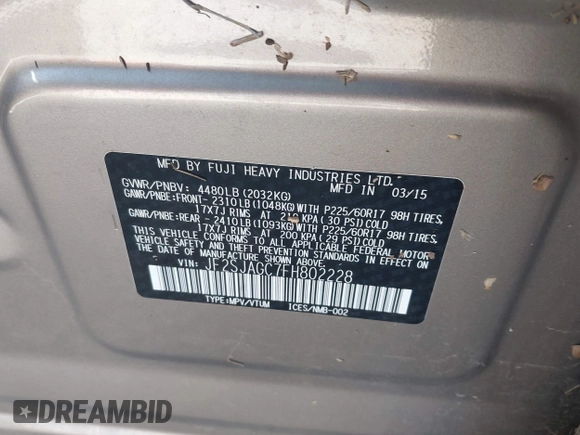 MFD BY FUJI HEAVY INDUSTRIES LTD.
MFD IN 03/15
GVWR/PNBV: 4480LB(2032KG)
GAWR/PNBE:FRONT-2310LB(1048KG)WITH P225/60R17 98H TIRES,
17X7J RIMS AT 210 KPA(30 PSI)COLD
GAWR/PNBE:REAR -2410LB(1093KG)WITH P225/60R17 98H TIRES,
17X7J RIMS AT 200 KPA(29 PSI)COLD
THIS VEHICLE CONFORMS TO ALL APPLICABLE FEDERAL MOTOR
VEHICLE SAFETY AND BUMPER STANDARDS IN EFFECT ON
THE DATE OF MANUFACTURE SHOWN ABOVE.
VIN: JF2SJAGC7FH802228
TYPE:MPV/VTUM ICES/NMB-002
DREAMBID